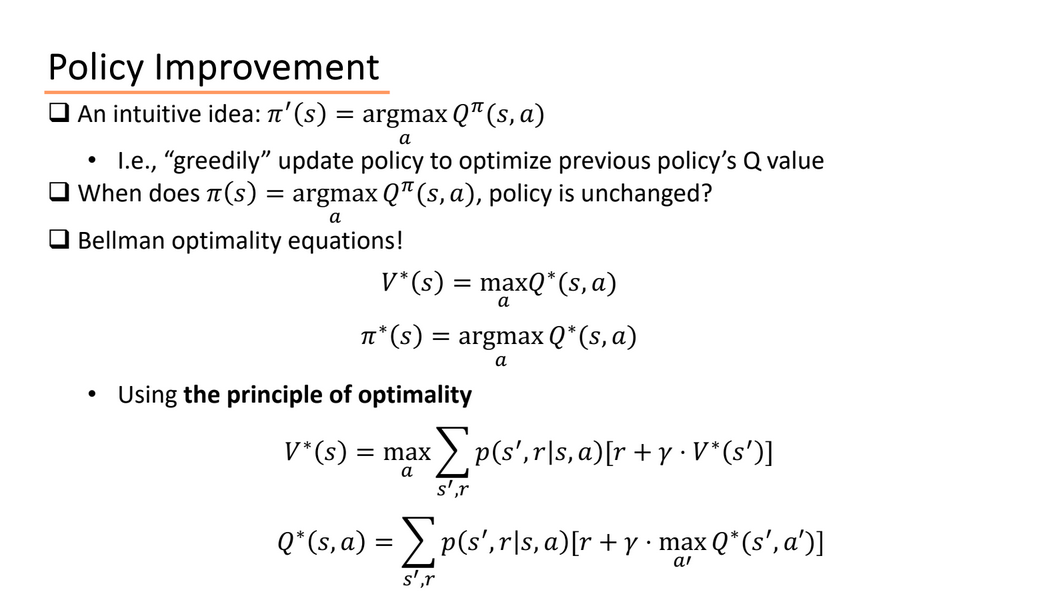 Policy Improvement
❑ An intuitive idea: π′(s) = argmax Q^π(s, a)
a
• I.e., “greedily” update policy to optimize previous policy’s Q value
❑ When does π(s) = argmax Q^π(s, a), policy is unchanged?
a
❑ Bellman optimality equations!
V*(s) = maxQ*(s, a)
a
π*(s) = argmax Q*(s, a)
a
• Using the principle of optimality
V*(s) = max ∑ p(s′, r|s, a)[r + γ · V*(s′)]
a
s′,r
Q*(s, a) = ∑ p(s′, r|s, a)[r + γ · max Q*(s′, a′)]
s′,r a′